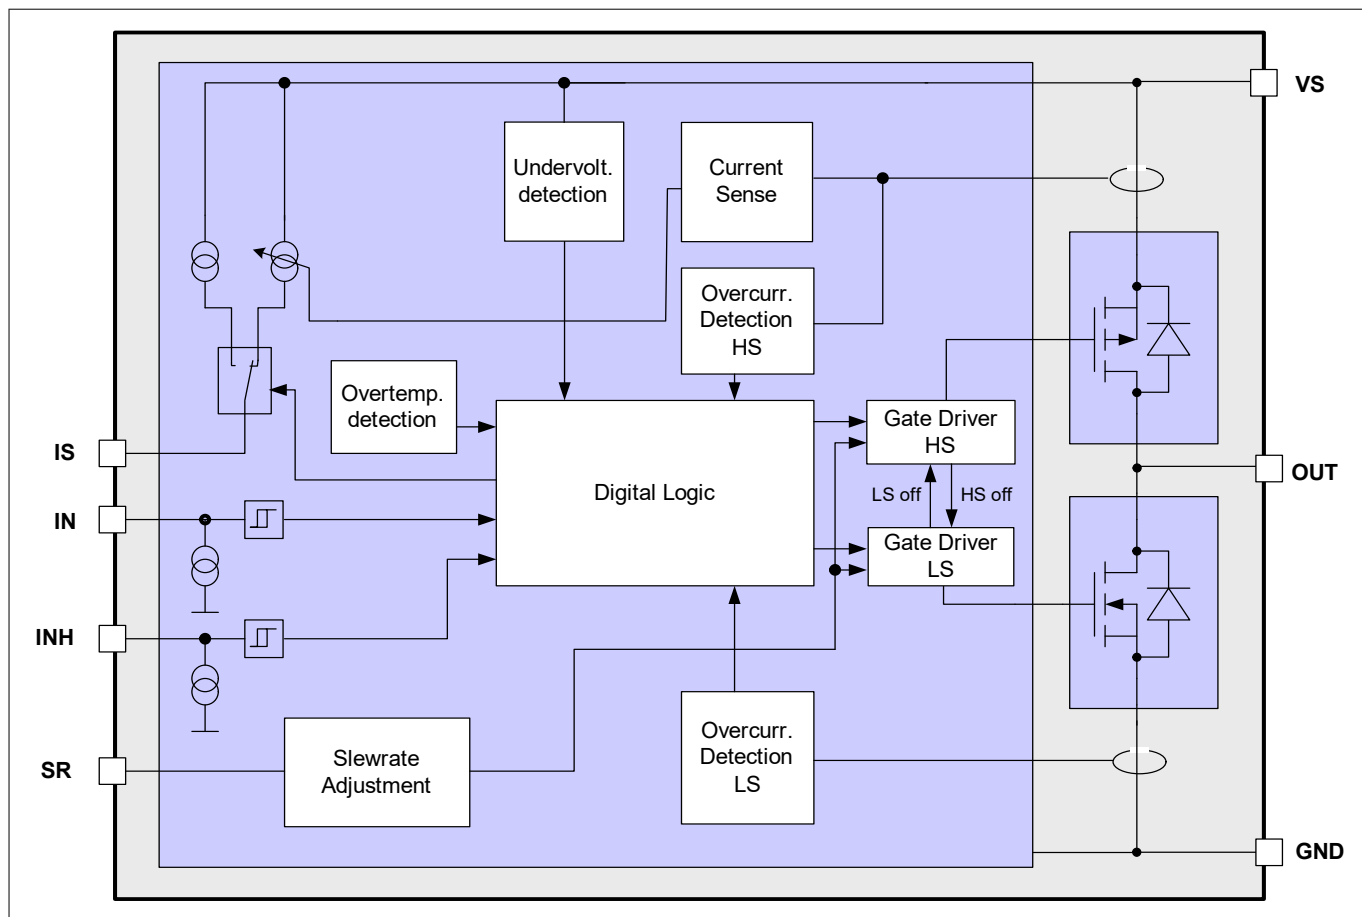 VS
Undervolt.
detection
Current
Sense
Overcurr.
Detection
HS
Overtemp.
detection
Gate Driver
HS
IS
OUT
Digital Logic
LS off
HS off
IN
Gate Driver
LS
INH
Overcurr.
Detection
LS
Slewrate
Adjustment
SR
GND